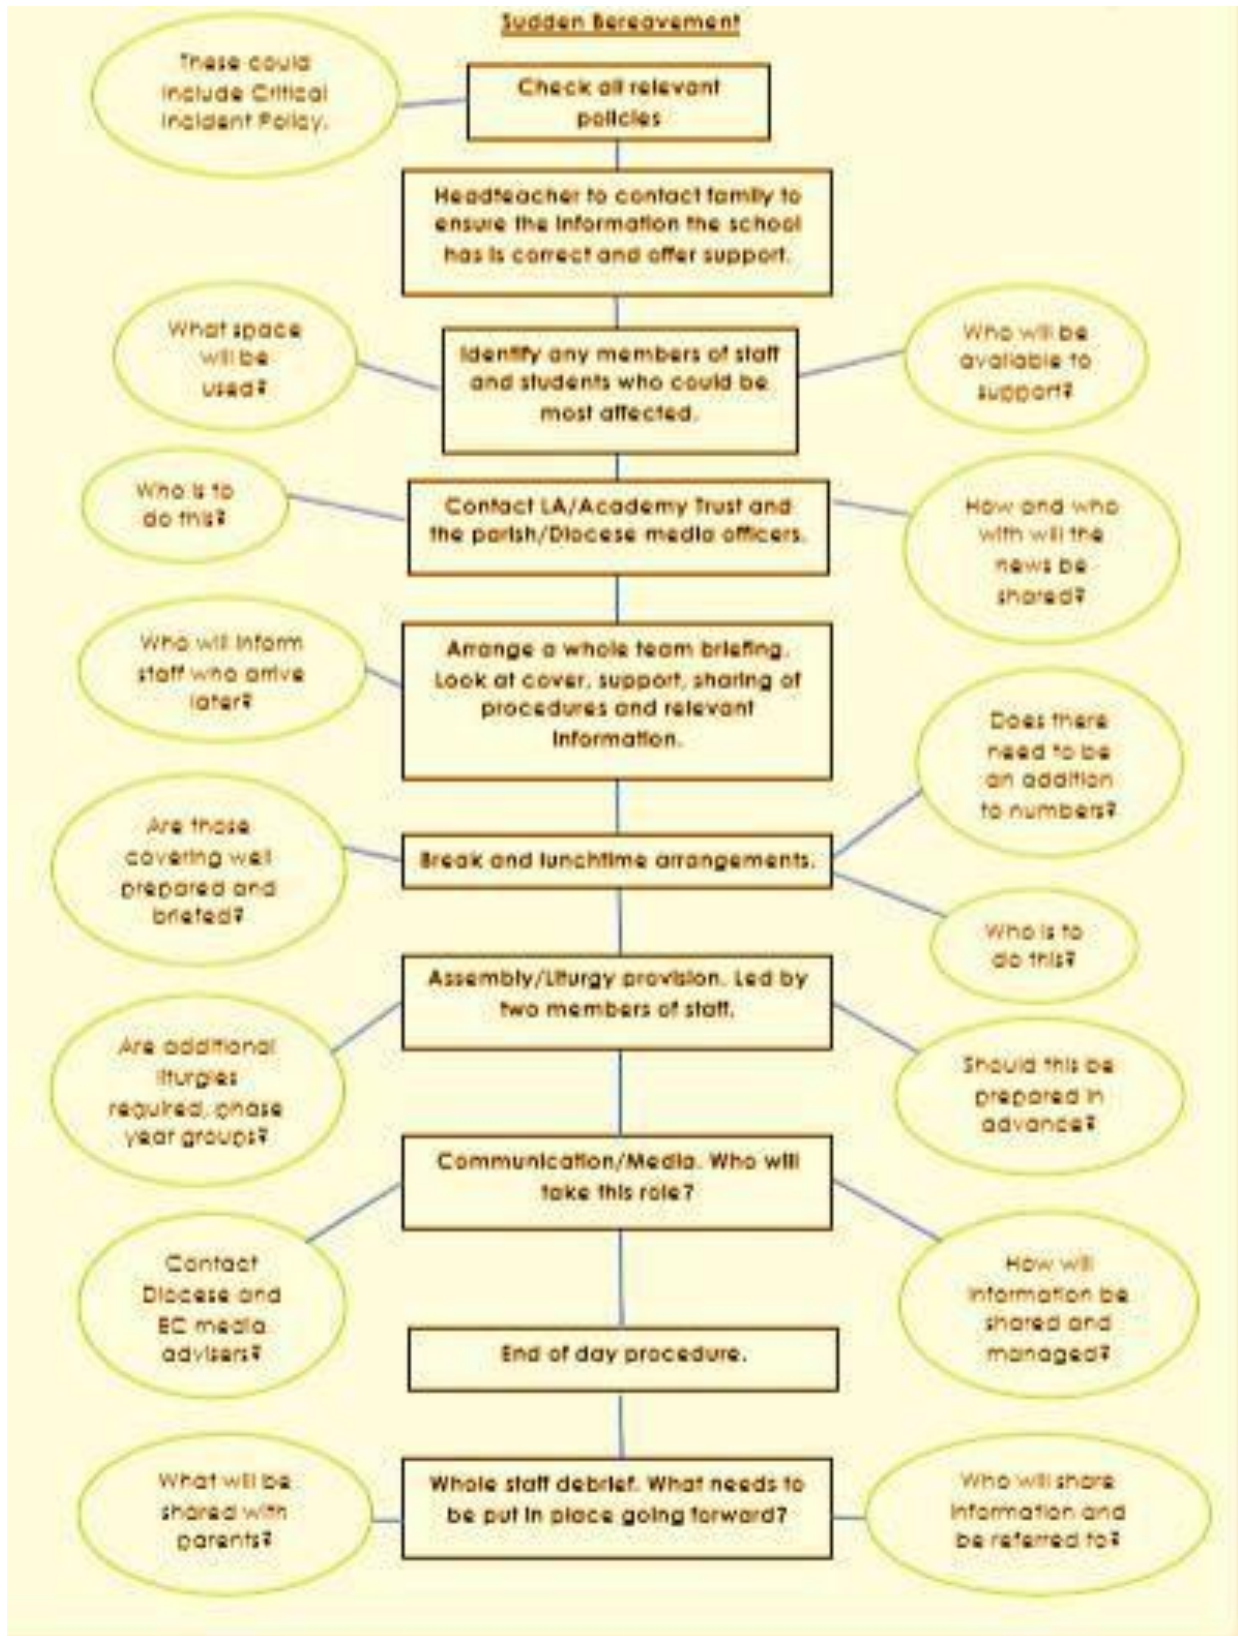 Sudden Bereavement
These could
include Critical
Incident Policy.
Check all relevant
policies
Headteacher to contact family to
ensure the information the school
has is correct and offer support.
What space
will be
used?
Identify any members of staff
and students who could be
most affected.
Who will be
available to
support?
Who is to
do this?
Contact LA/Academy Trust and
the parish/Diocese media officers.
How and who
with will the
news be
shared?
Who will inform
staff who arrive
later?
Arrange a whole team briefing.
Look at cover, support, sharing of
procedures and relevant
information.
Does there
need to be
an addition
to numbers?
Are those
covering well
prepared and
briefed?
Break and lunchtime arrangements.
Who is to
do this?
Assembly/Liturgy provision. Led by
two members of staff.
Are additional
liturgies
required, phase
year groups?
Should this be
prepared in
advance?
Communication/Media. Who will
take this role?
Contact
Diocese and
EC media
advisers?
How will
information be
shared and
managed?
End of day procedure.
What will be
shared with
parents?
Whole staff debrief. What needs to
be put in place going forward?
Who will share
information and
be referred to?